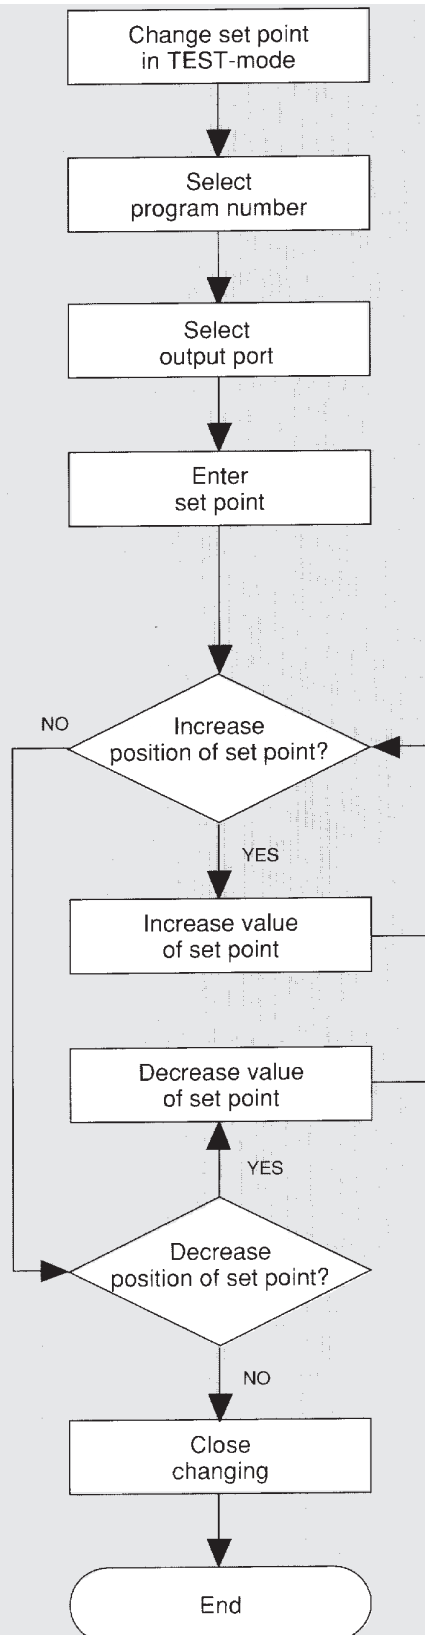 Change set point
in TEST-mode
Select
program number
Select
output port
Enter
set point
NO
Increase
position of set point?
YES
Increase value
of set point
Decrease value
of set point
YES
Decrease
position of set point?
NO
Close
changing
End